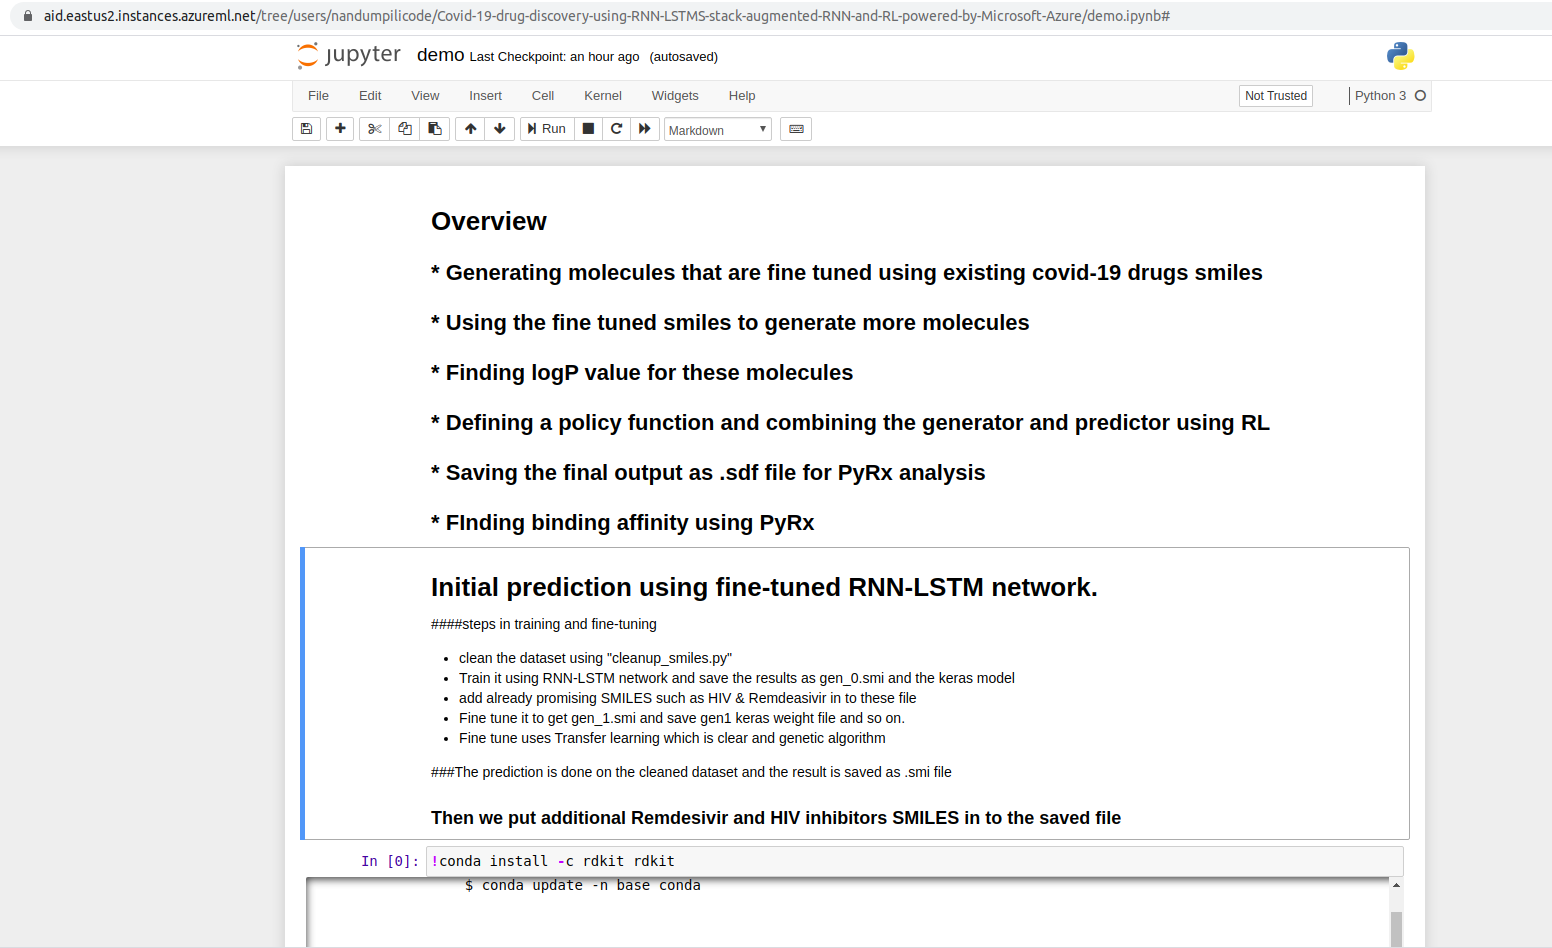 aid.eastus2.instances.azureml.net/tree/users/nandumpilicode/Covid-19-drug-discovery-using-RNN-LSTMS-stack-augmented-RNN-and-RL-powered-by-Microsoft-Azure/demo.ipynb#
jupyter demo Last Checkpoint: an hour ago (autosaved)
File Edit View Insert Cell Kernel Widgets Help Not Trusted Python 3
Run Markdown
Overview
* Generating molecules that are fine tuned using existing covid-19 drugs smiles
* Using the fine tuned smiles to generate more molecules
* Finding logP value for these molecules
* Defining a policy function and combining the generator and predictor using RL
* Saving the final output as .sdf file for PyRx analysis
* FInding binding affinity using PyRx
Initial prediction using fine-tuned RNN-LSTM network.
####steps in training and fine-tuning
• clean the dataset using "cleanup_smiles.py"
• Train it using RNN-LSTM network and save the results as gen_0.smi and the keras model
• add already promising SMILES such as HIV & Remdeasivir in to these file
• Fine tune it to get gen_1.smi and save gen1 keras weight file and so on.
• Fine tune uses Transfer learning which is clear and genetic algorithm
###The prediction is done on the cleaned dataset and the result is saved as .smi file
Then we put additional Remdesivir and HIV inhibitors SMILES in to the saved file
In [0]: !conda install -c rdkit rdkit
$ conda update -n base conda